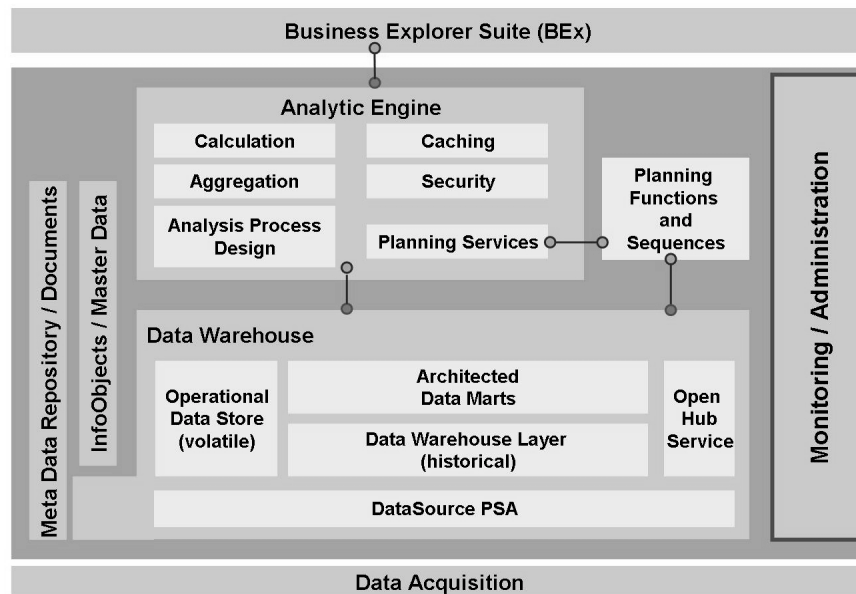 Business Explorer Suite (BEx)
Analytic Engine
Calculation
Caching
Aggregation
Security
Analysis Process
Design
Planning Services
Planning
Functions
and
Sequences
Meta Data Repository / Documents
InfoObjects / Master Data
Monitoring / Administration
Data Warehouse
Operational
Data Store
(volatile)
Architected
Data Marts
Data Warehouse Layer
(historical)
Open
Hub
Service
DataSource PSA
Data Acquisition